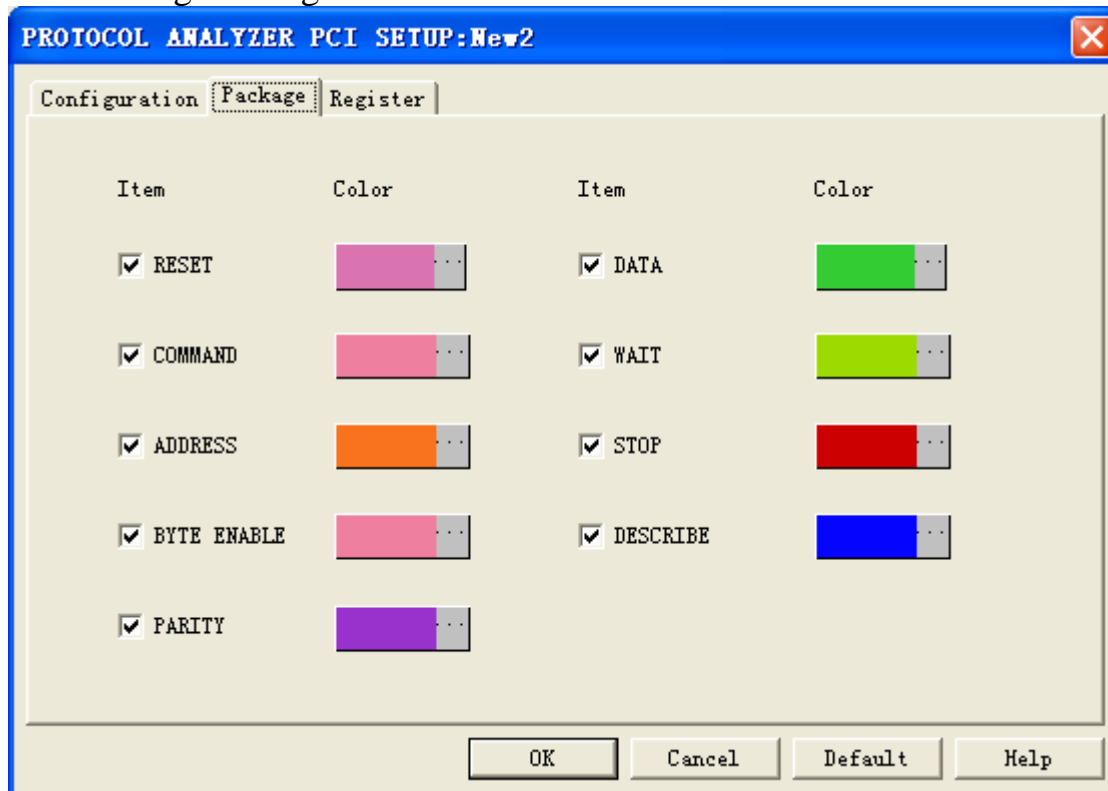 PROTOCOL ANALYZER PCI SETUP:New2
Configuration Package Register
Item Color Item Color
RESET ... DATA ...
COMMAND ... WAIT ...
ADDRESS ... STOP ...
BYTE ENABLE ... DESCRIBE ...
PARITY ...
OK Cancel Default Help